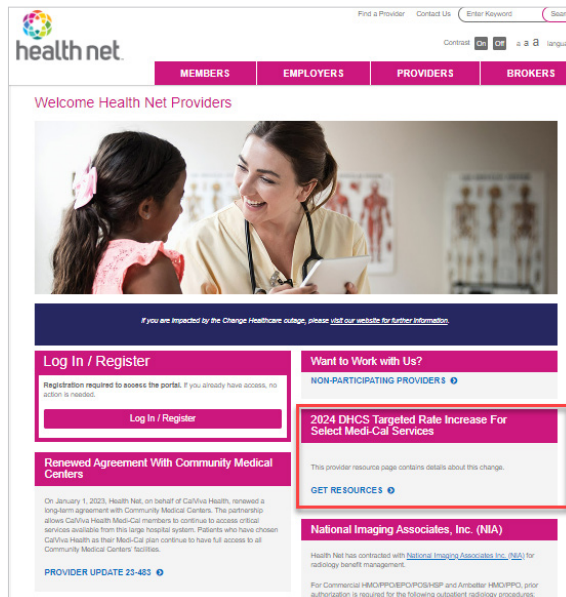 Find a Provider Contact Us Enter Keyword Sear
health net
Contrast On Off a a a langua
MEMBERS EMPLOYERS PROVIDERS BROKERS
Welcome Health Net Providers
If you are impacted by the Change Healthcare outage, please visit our website for further information.
Log In / Register
Registration required to access the portal. If you already have access, no
action is needed.
Log In / Register
Renewed Agreement With Community Medical
Centers
On January 1, 2023, Health Net, on behalf of CalViva Health, renewed a
long-term agreement with Community Medical Centers. The partnership
allows CalViva Health Medi-Cal members to continue to access critical
services available from this large hospital system. Patients who have chosen
CalViva Health as their Medi-Cal plan continue to have full access to all
Community Medical Centers' facilities.
PROVIDER UPDATE 23-483
Want to Work with Us?
NON-PARTICIPATING PROVIDERS
2024 DHCS Targeted Rate Increase For
Select Medi-Cal Services
This provider resource page contains details about this change.
GET RESOURCES
National Imaging Associates, Inc. (NIA)
Health Net has contracted with National Imaging Associates Inc. (NIA) for
radiology benefit management.
For Commercial HMO/PPO/EPO/POS/HSP and Ambetter HMO/PPO, prior
authorization is required for the following outpatient radiology procedures,